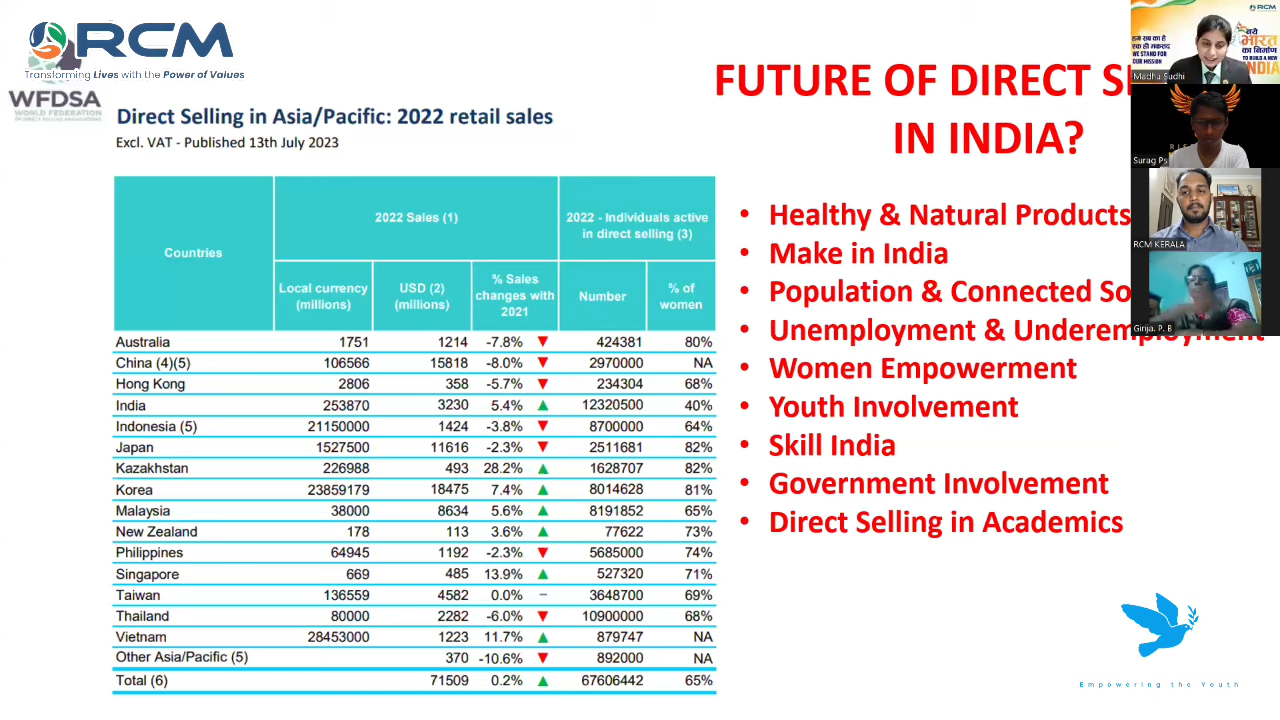 RCM
Transforming Lives with the Power of Values
WFDSA
WORLD FEDERATION
OF DIRECT SELLING ASSOCIATIONS
Direct Selling in Asia/Pacific: 2022 retail sales
Excl. VAT - Published 13th July 2023
Countries
2022 Sales (1)
2022 - Individuals active
in direct selling (3)
Local currency
(millions)
USD (2)
(millions)
% Sales
changes with
2021
Number
% of
women
Australia 1751 1214 -7.8% ▼ 424381 80%
China (4)(5) 106566 15818 -8.0% ▼ 2970000 NA
Hong Kong 2806 358 -5.7% ▼ 234304 68%
India 253870 3230 5.4% ▲ 12320500 40%
Indonesia (5) 21150000 1424 -3.8% ▼ 8700000 64%
Japan 1527500 11616 -2.3% ▼ 2511681 82%
Kazakhstan 226988 493 28.2% ▲ 1628707 82%
Korea 23859179 18475 7.4% ▲ 8014628 81%
Malaysia 38000 8634 5.6% ▲ 8191852 65%
New Zealand 178 113 3.6% ▲ 77622 73%
Philippines 64945 1192 -2.3% ▼ 5685000 74%
Singapore 669 485 13.9% ▲ 527320 71%
Taiwan 136559 4582 0.0% – 3648700 69%
Thailand 80000 2282 -6.0% ▼ 10900000 68%
Vietnam 28453000 1223 11.7% ▲ 879747 NA
Other Asia/Pacific (5) 370 -10.6% ▼ 892000 NA
Total (6) 71509 0.2% ▲ 67606442 65%
FUTURE OF DIRECT S
IN INDIA?
• Healthy & Natural Products
• Make in India
• Population & Connected So
• Unemployment & Underemployment
• Women Empowerment
• Youth Involvement
• Skill India
• Government Involvement
• Direct Selling in Academics
Empowering the Youth
RCM
हम सब का है
एक ही मकसद
WE STAND FOR
OUR MISSION
नये
भारत
का निर्माण
TO BUILD A NEW
INDIA
Madhu Sudhi
Surag Ps
RCM KERALA
Girija. P. B